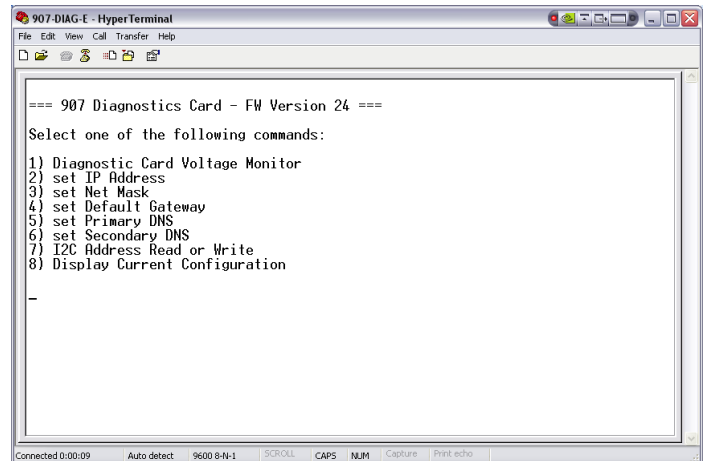 907-DIAG-E - HyperTerminal
File Edit View Call Transfer Help
=== 907 Diagnostics Card - FW Version 24 ===
Select one of the following commands:
1) Diagnostic Card Voltage Monitor
2) set IP Address
3) set Net Mask
4) set Default Gateway
5) set Primary DNS
6) set Secondary DNS
7) I2C Address Read or Write
8) Display Current Configuration
_
Connected 0:00:09 Auto detect 9600 8-N-1 SCROLL CAPS NUM Capture Print echo